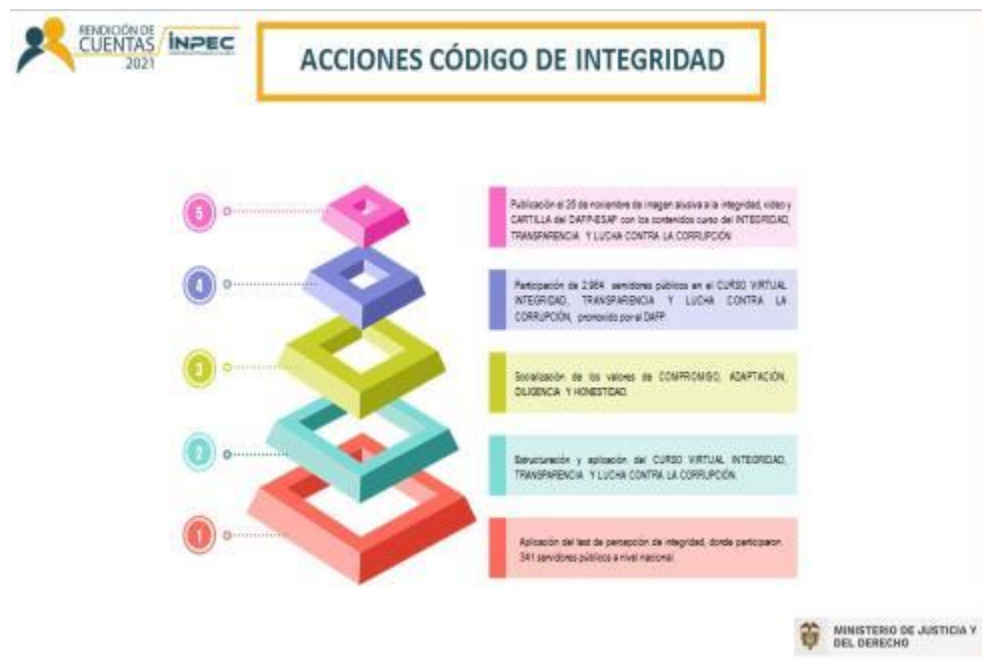 RENDICIÓN DE
CUENTAS
2021
INPEC
ACCIONES CÓDIGO DE INTEGRIDAD
5
Publicación el 25 de noviembre de imagen alusiva a la integridad, video y
CARTILLA del DAFP-ESAP con los contenidos curso del INTEGRIDAD,
TRANSPARENCIA Y LUCHA CONTRA LA CORRUPCIÓN
4
Participación de 2.964 servidores públicos en el CURSO VIRTUAL
INTEGRIDAD, TRANSPARENCIA Y LUCHA CONTRA LA
CORRUPCIÓN, promovido por el DAFP
3
Socialización de los valores de COMPROMISO, ADAPTACIÓN,
DILIGENCIA Y HONESTIDAD.
2
Estructuración y aplicación del CURSO VIRTUAL INTEGRIDAD,
TRANSPARENCIA Y LUCHA CONTRA LA CORRUPCIÓN.
1
Aplicación del test de percepción de integridad, donde participaron
341 servidores públicos a nivel nacional.
MINISTERIO DE JUSTICIA Y
DEL DERECHO